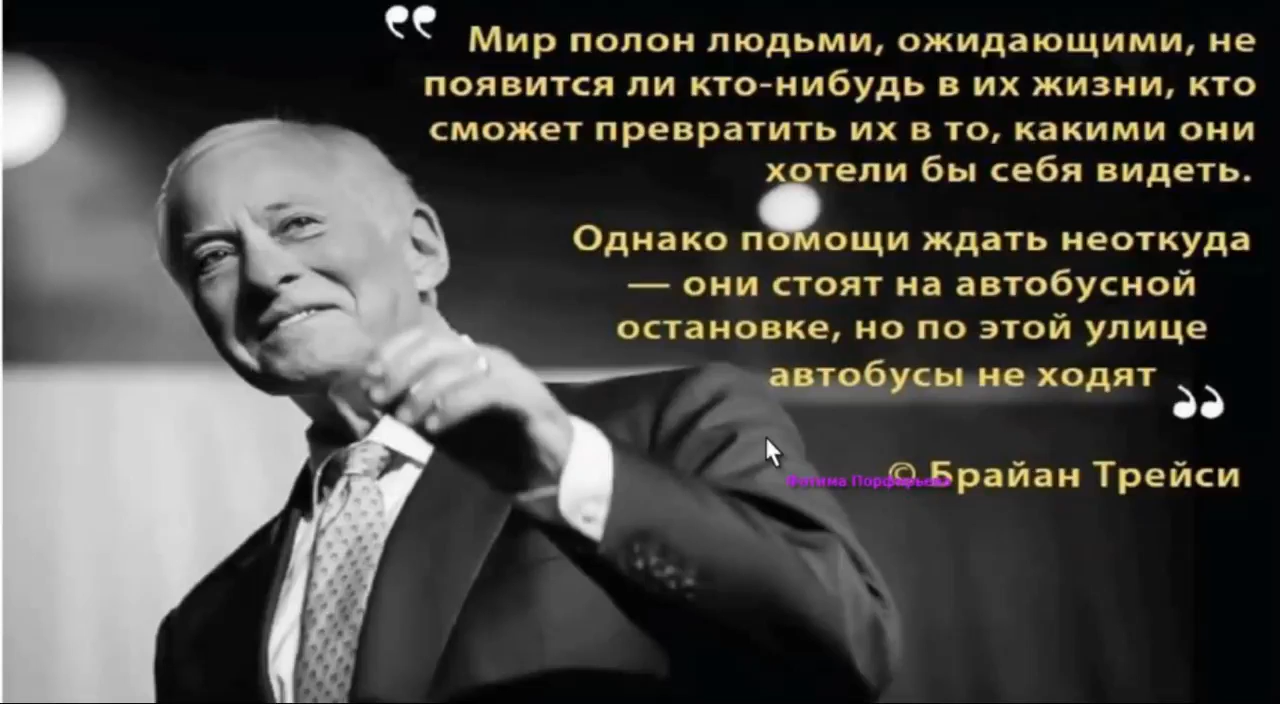 Мир полон людьми, ожидающими, не
появится ли кто-нибудь в их жизни, кто
сможет превратить их в то, какими они
хотели бы себя видеть.
Однако помощи ждать неоткуда
— они стоят на автобусной
остановке, но по этой улице
автобусы не ходят
© Брайан Трейси